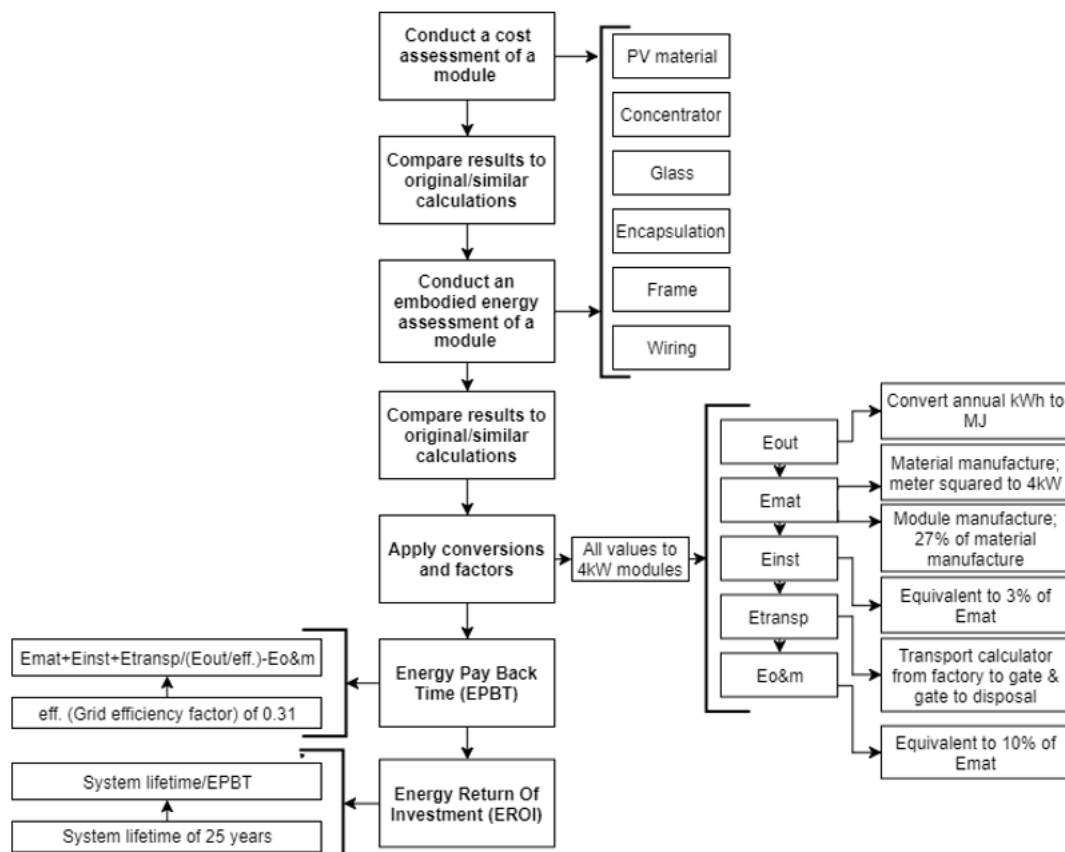 Conduct a cost
assessment of a
module
PV material
Concentrator
Glass
Encapsulation
Frame
Wiring
Compare results to
original/similar
calculations
Conduct an
embodied energy
assessment of a
module
Compare results to
original/similar
calculations
Apply conversions
and factors
All values to
4kW modules
Eout
Emat
Einst
Etransp
Eo&m
Convert annual kWh to
MJ
Material manufacture;
meter squared to 4kW
Module manufacture;
27% of material
manufacture
Equivalent to 3% of
Emat
Transport calculator
from factory to gate &
gate to disposal
Equivalent to 10% of
Emat
Energy Pay Back
Time (EPBT)
Emat+Einst+Etransp/(Eout/eff.)-Eo&m
eff. (Grid efficiency factor) of 0.31
Energy Return Of
Investment (EROI)
System lifetime/EPBT
System lifetime of 25 years